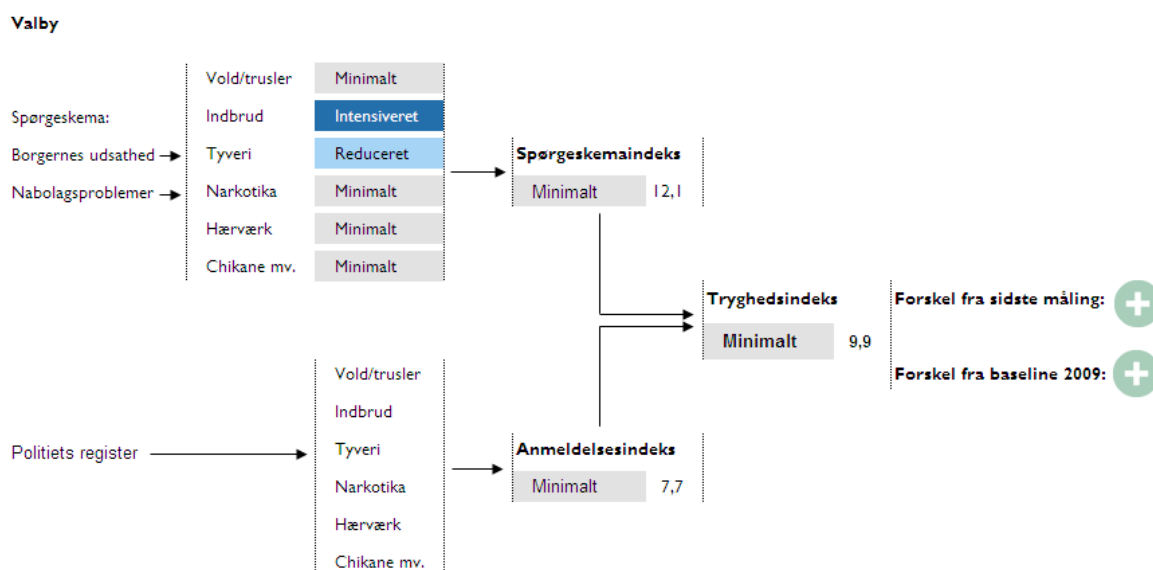 Valby
Vold/trusler Minimalt
Spørgeskema: Indbrud Intensiveret
Borgernes udsathed Tyveri Reduceret Spørgeskemaindeks
Nabolagsproblemer Narkotika Minimalt Minimalt 12,1
Hærværk Minimalt
Chikane mv. Minimalt
Tryghedsindeks Forskel fra sidste måling:
Minimalt 9,9
Vold/trusler Forskel fra baseline 2009:
Indbrud
Politiets register Tyveri Anmeldelsesindeks
Narkotika Minimalt 7,7
Hærværk
Chikane mv.